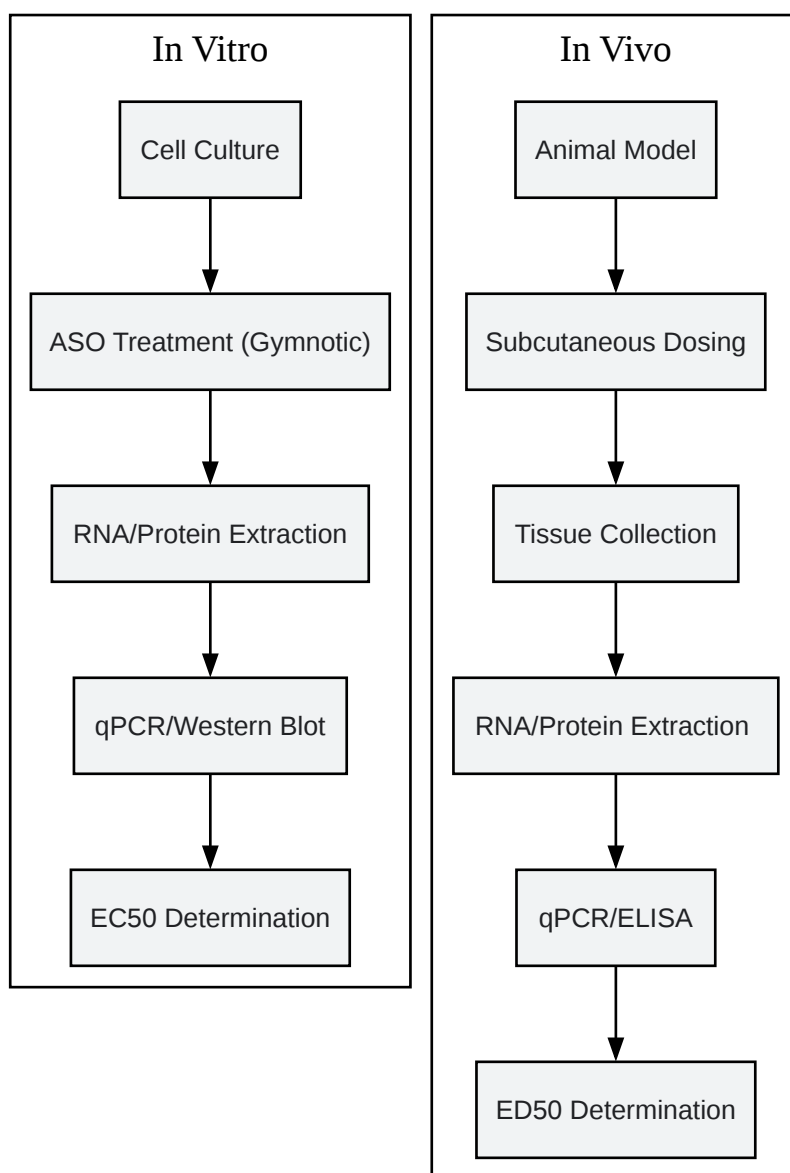 In Vitro
Cell Culture
ASO Treatment (Gymnotic)
RNA/Protein Extraction
qPCR/Western Blot
EC50 Determination
In Vivo
Animal Model
Subcutaneous Dosing
Tissue Collection
RNA/Protein Extraction
qPCR/ELISA
ED50 Determination